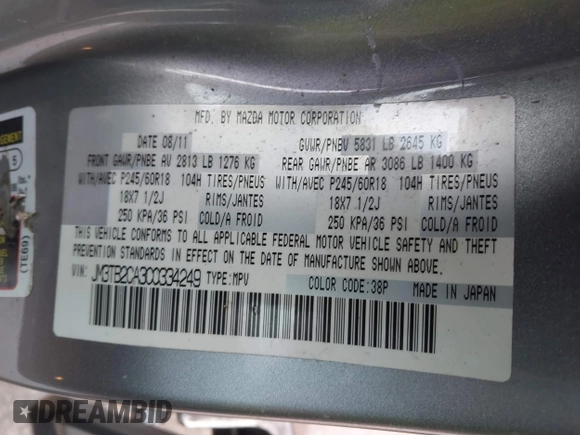 MFD. BY MAZDA MOTOR CORPORATION
DATE 08/11 GVWR/PNBV 5831 LB 2645 KG
FRONT GAWR/PNBE AV 2813 LB 1276 KG REAR GAWR/PNBE AR 3086 LB 1400 KG
WITH/AVEC P245/60R18 104H TIRES/PNEUS WITH/AVEC P245/60R18 104H TIRES/PNEUS
18X7 1/2J RIMS/JANTES 18X7 1/2J RIMS/JANTES
250 KPA/36 PSI COLD/A FROID 250 KPA/36 PSI COLD/A FROID
THIS VEHICLE CONFORMS TO ALL APPLICABLE FEDERAL MOTOR VEHICLE SAFETY AND THEFT
PREVENTION STANDARDS IN EFFECT ON THE DATE OF MANUFACTURE SHOWN ABOVE.
VIN: JM3TB2CA3C0334249 TYPE:MPV COLOR CODE:38P MADE IN JAPAN
5
(TE69)
DREAMBID